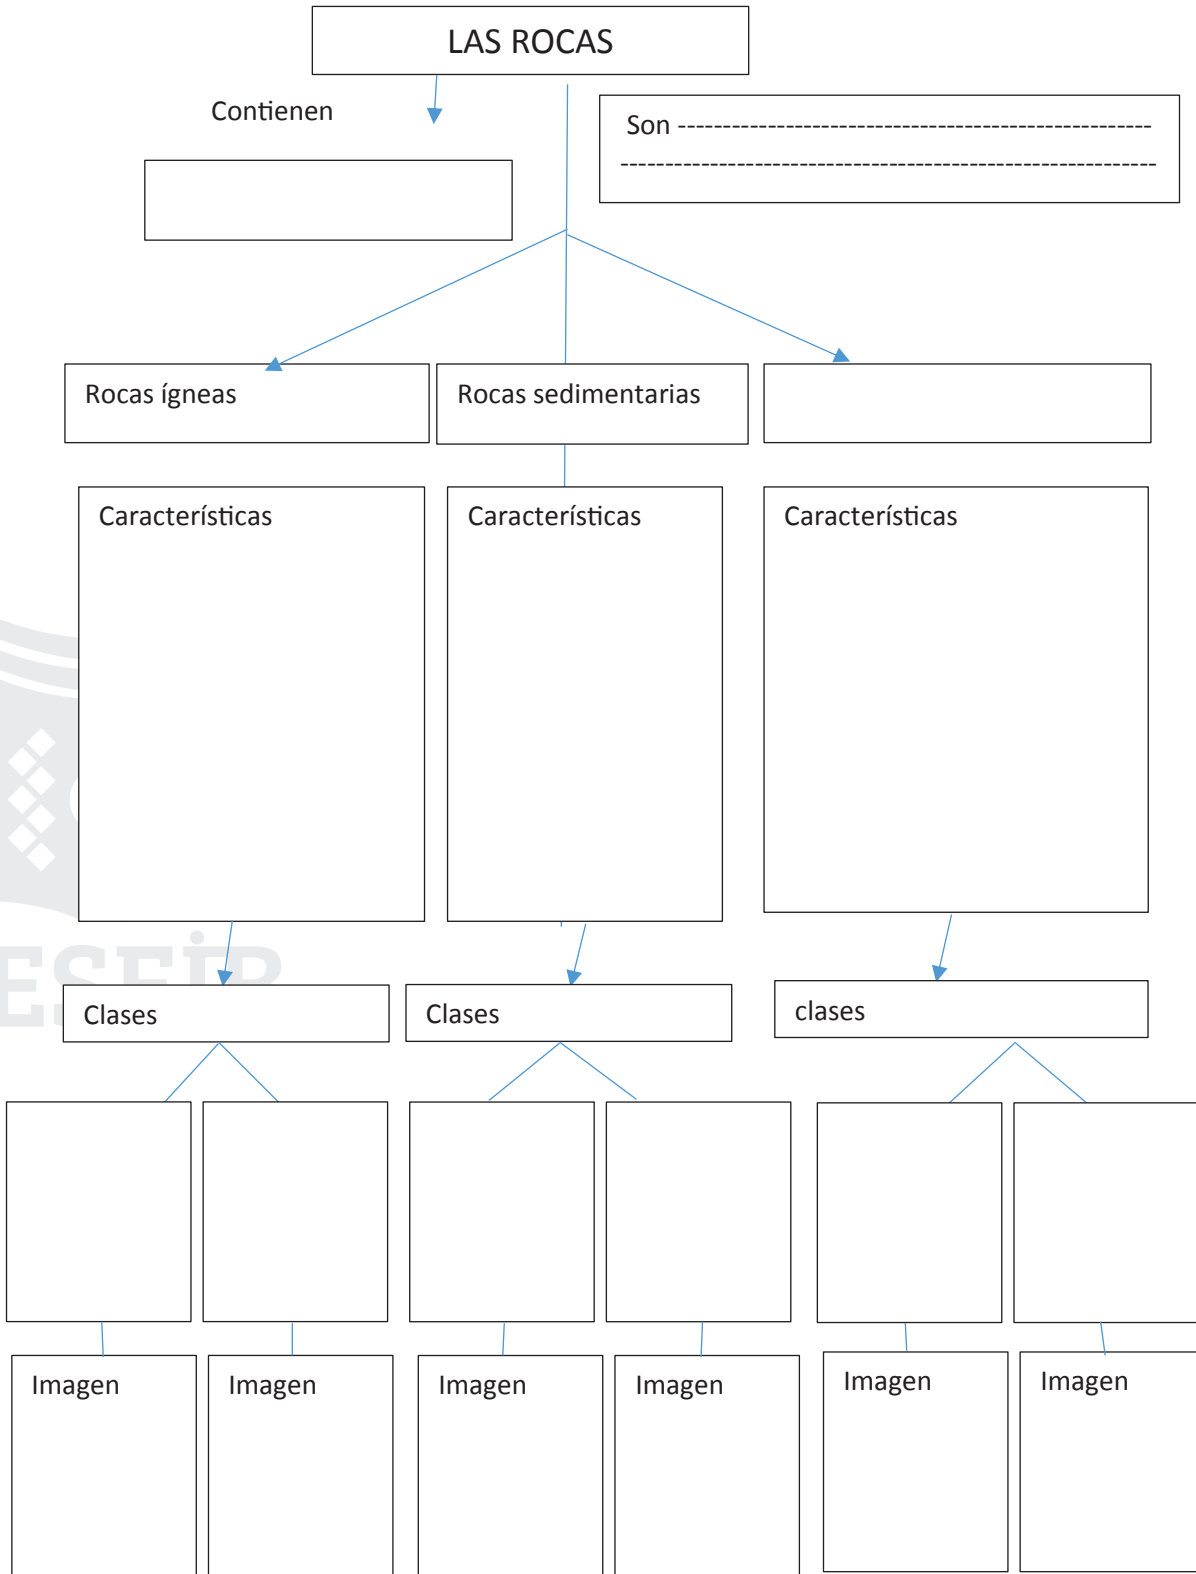 LAS ROCAS
Contienen
Son -----------------------------------------------------
------------------------------------------------------------
Rocas ígneas
Rocas sedimentarias
Características
Características
Características
Clases
Clases
clases
Imagen
Imagen
Imagen
Imagen
Imagen
Imagen